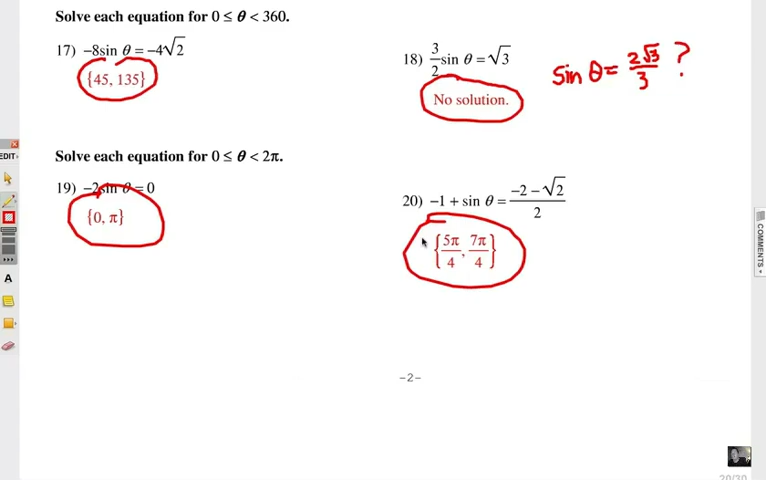 Solve each equation for 0 ≤ θ < 360.
17) −8sin θ = −4√2
{45, 135}
18) 3/2 sin θ = √3
No solution.
sin θ = 2√3/3 ?
Solve each equation for 0 ≤ θ < 2π.
19) −2sin θ = 0
{0, π}
20) −1 + sin θ = (−2 − √2)/2
{5π/4, 7π/4}
−2−
EDIT
A
COMMENTS
20/30